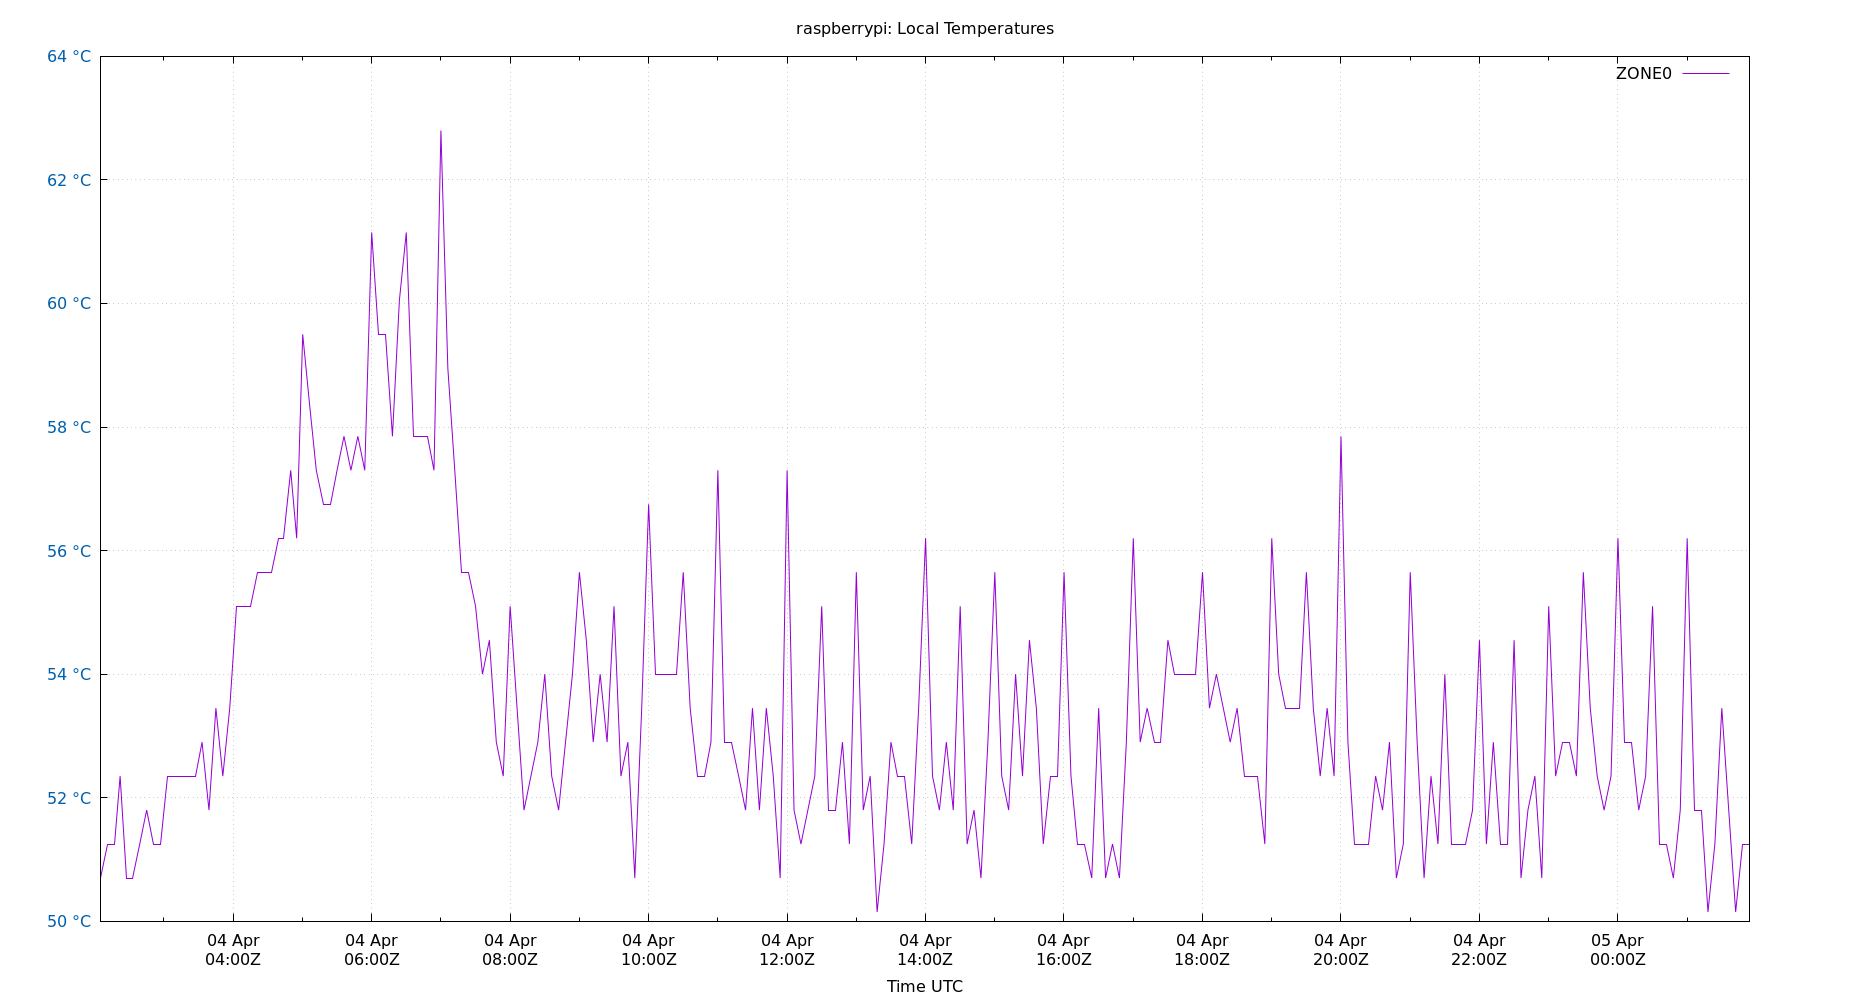 raspberrypi: Local Temperatures
64 °C
ZONE0
62 °C
60 °C
58 °C
56 °C
54 °C
52 °C
50 °C
04 Apr 04 Apr 04 Apr 04 Apr 04 Apr 04 Apr 04 Apr 04 Apr 04 Apr 04 Apr 05 Apr
04:00Z 06:00Z 08:00Z 10:00Z 12:00Z 14:00Z 16:00Z 18:00Z 20:00Z 22:00Z 00:00Z
Time UTC